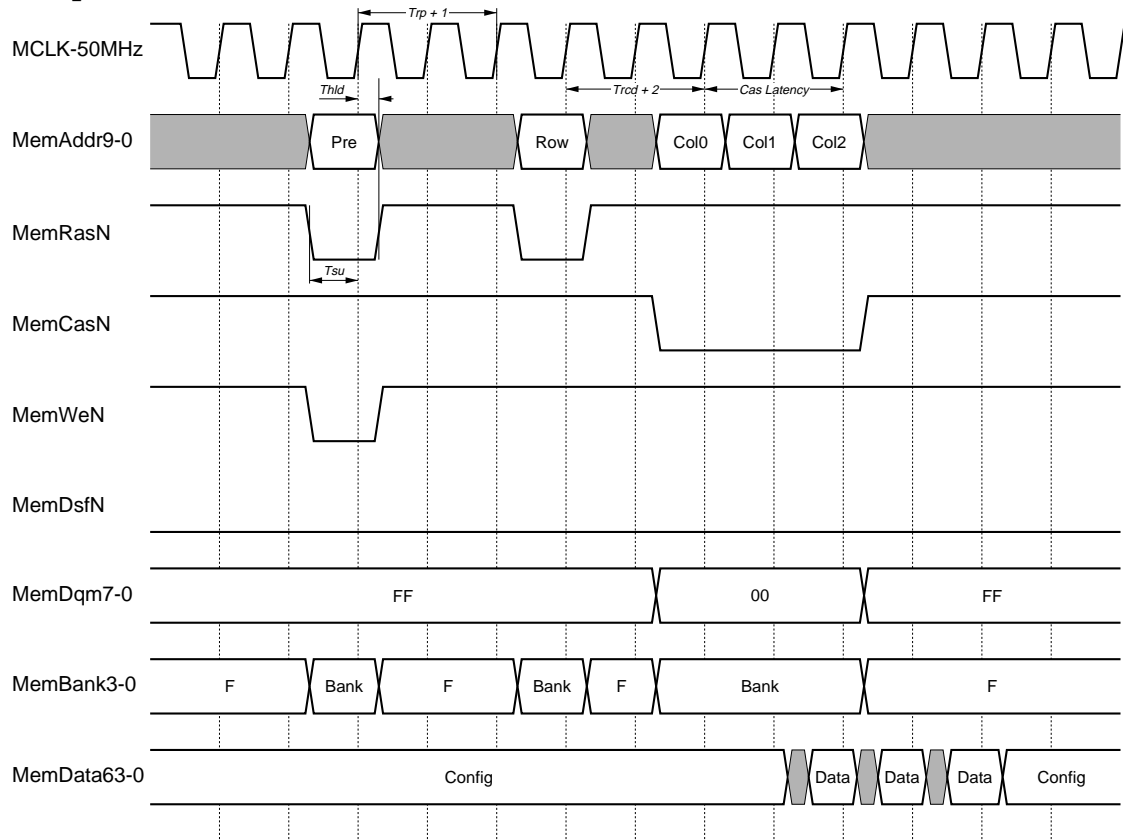 Trp + 1
MCLK-50MHz
Thld
Trcd + 2
Cas Latency
MemAddr9-0
Pre
Row
Col0
Col1
Col2
MemRasN
Tsu
MemCasN
MemWeN
MemDsfN
MemDqm7-0
FF
00
FF
MemBank3-0
F
Bank
F
Bank
F
Bank
F
MemData63-0
Config
Data
Data
Data
Config